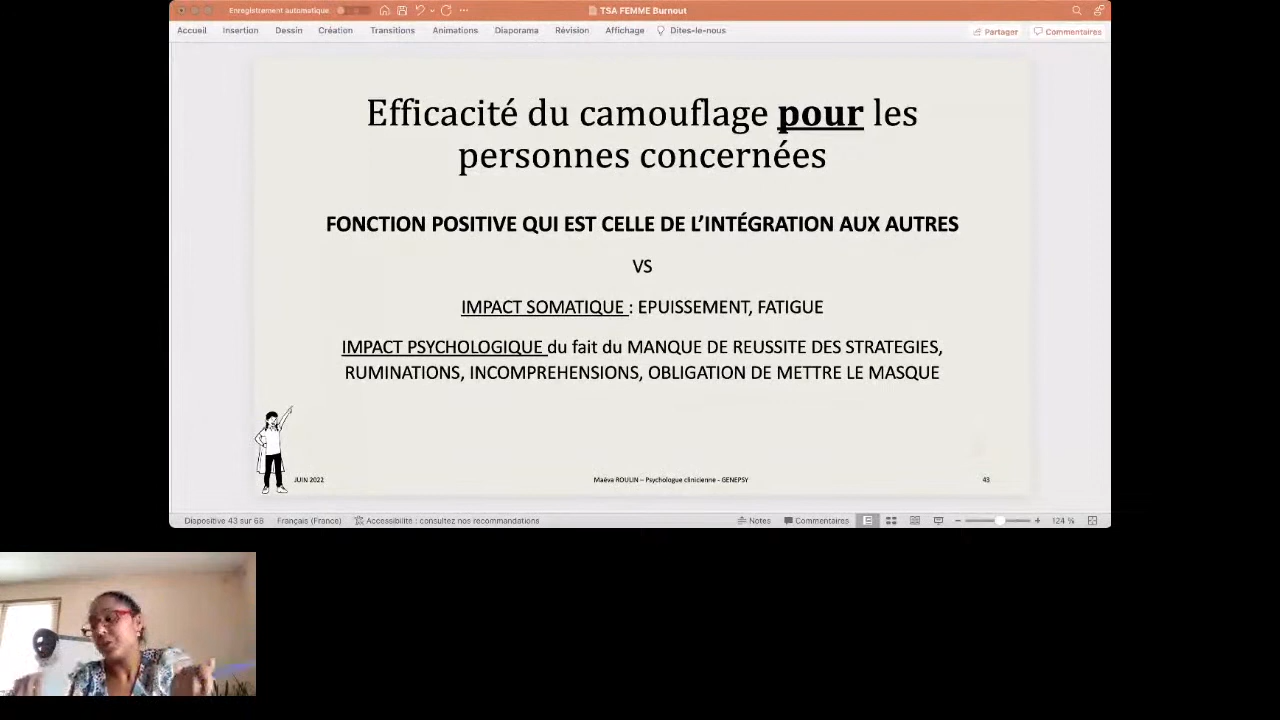 Enregistrement automatique
TSA FEMME Burnout
Accueil Insertion Dessin Création Transitions Animations Diaporama Révision Affichage Dites-le-nous Partager Commentaires
Efficacité du camouflage pour les
personnes concernées
FONCTION POSITIVE QUI EST CELLE DE L’INTÉGRATION AUX AUTRES
VS
IMPACT SOMATIQUE : EPUISSEMENT, FATIGUE
IMPACT PSYCHOLOGIQUE du fait du MANQUE DE REUSSITE DES STRATEGIES,
RUMINATIONS, INCOMPREHENSIONS, OBLIGATION DE METTRE LE MASQUE
JUIN 2022 Maëva ROULIN – Psychologue clinicienne - GENEPSY 43
Diapositive 43 sur 68 Français (France) Accessibilité : consultez nos recommandations Notes Commentaires 124 %